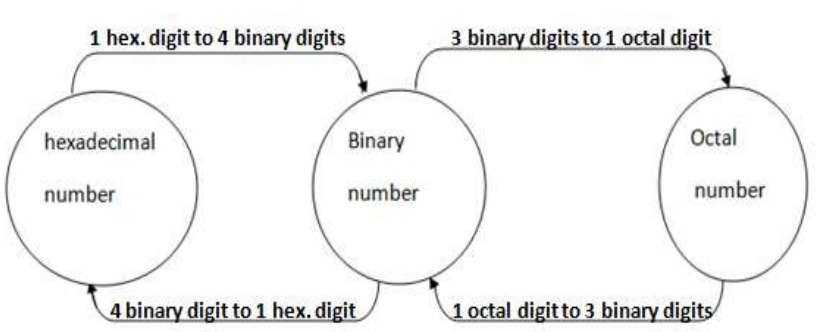 1 hex. digit to 4 binary digits
3 binary digits to 1 octal digit
hexadecimal
number
Binary
number
Octal
number
4 binary digit to 1 hex. digit
1 octal digit to 3 binary digits